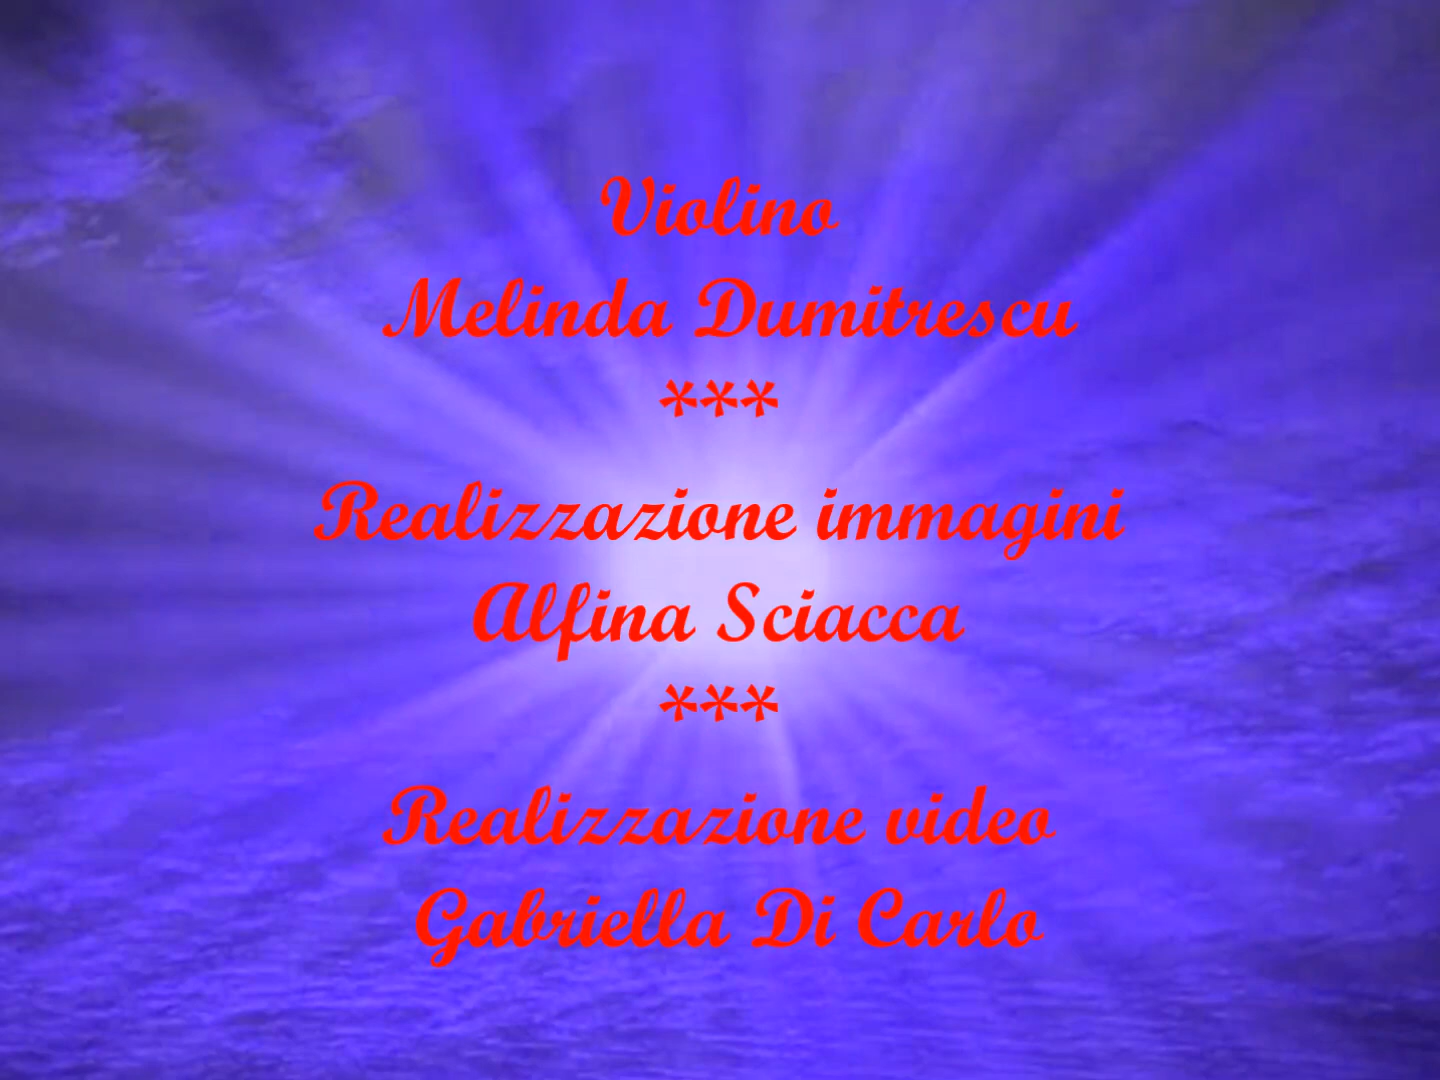 Violino
Melinda Dumitrescu
***
Realizzazione immagini
Alfina Sciacca
***
Realizzazione video
Gabriella Di Carlo